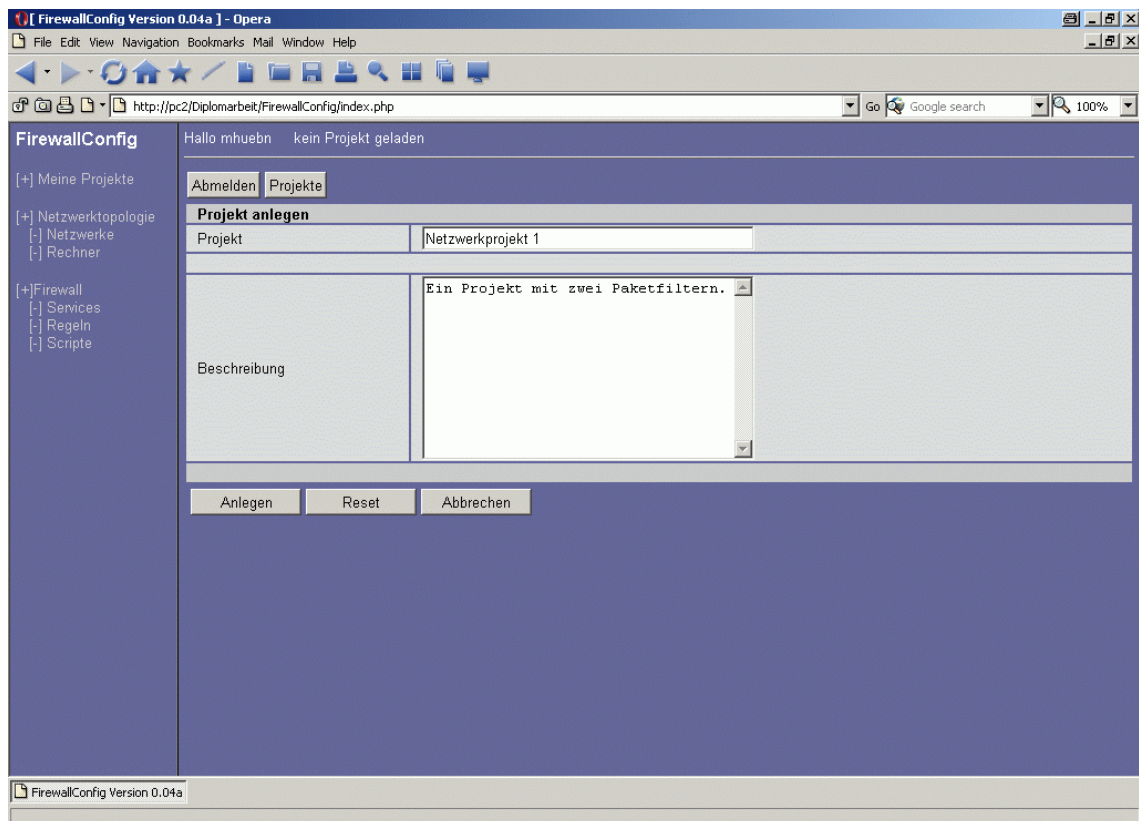 [ FirewallConfig Version 0.04a ] - Opera
File Edit View Navigation Bookmarks Mail Window Help
http://pc2/Diplomarbeit/FirewallConfig/index.php Go Google search 100%
FirewallConfig
[+] Meine Projekte
[+] Netzwerktopologie
[-] Netzwerke
[-] Rechner
[+]Firewall
[-] Services
[-] Regeln
[-] Scripte
Hallo mhuebn kein Projekt geladen
Abmelden Projekte
Projekt anlegen
Projekt Netzwerkprojekt 1
Beschreibung Ein Projekt mit zwei Paketfiltern.
Anlegen Reset Abbrechen
FirewallConfig Version 0.04a